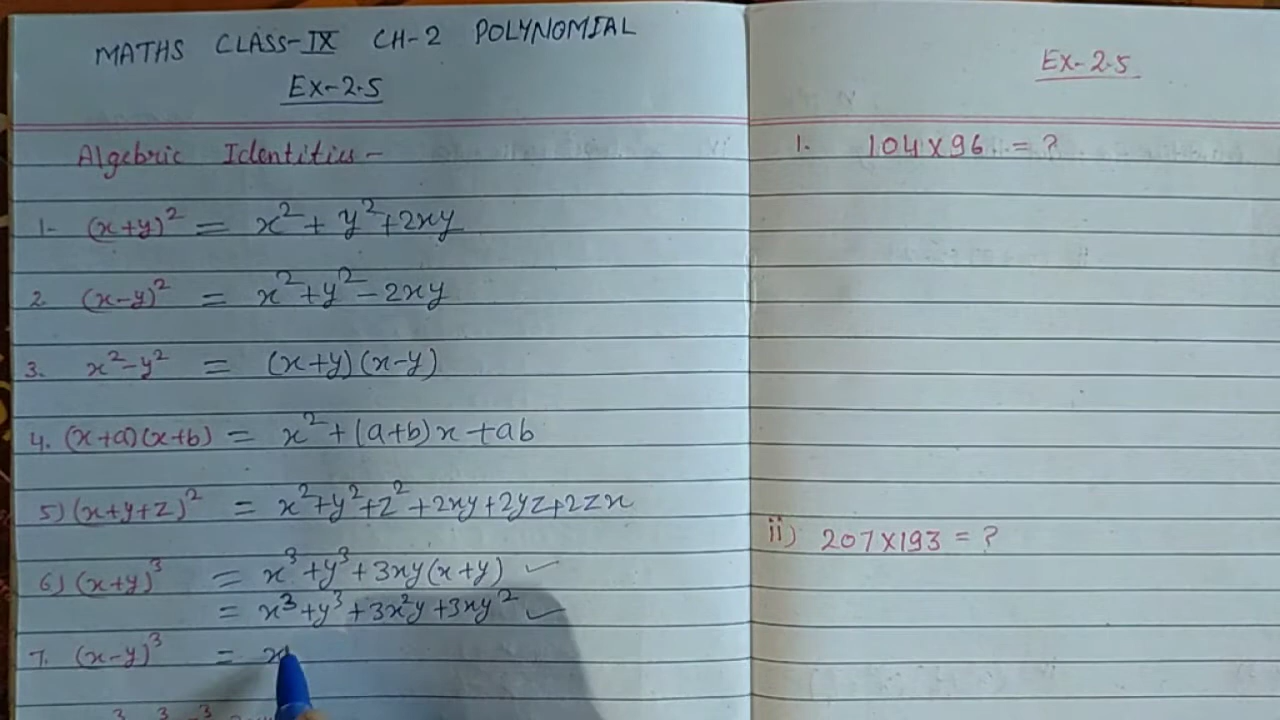 MATHS CLASS-IX CH-2 POLYNOMIAL
Ex-2.5
Algebric Identities -
1- (x+y)² = x² + y² + 2xy
2. (x-y)² = x² + y² - 2xy
3. x² - y² = (x+y) (x-y)
4. (x+a)(x+b) = x² + (a+b)x + ab
5) (x+y+z)² = x² + y² + z² + 2xy + 2yz + 2zx
6) (x+y)³ = x³ + y³ + 3xy(x+y) ✓
= x³ + y³ + 3x²y + 3xy² ✓
7. (x-y)³ = x
Ex-2.5
1. 104×96 = ?
ii) 207×193 = ?